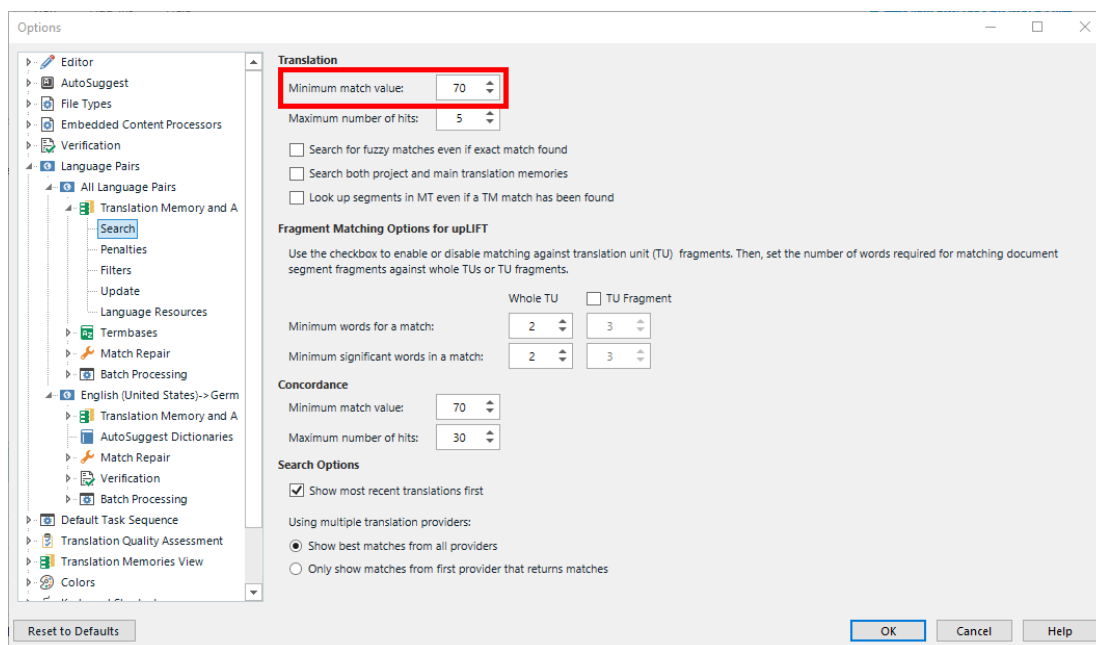 Options
Editor
AutoSuggest
File Types
Embedded Content Processors
Verification
Language Pairs
All Language Pairs
Translation Memory and A
Search
Penalties
Filters
Update
Language Resources
Termbases
Match Repair
Batch Processing
English (United States)->Germ
Translation Memory and A
AutoSuggest Dictionaries
Match Repair
Verification
Batch Processing
Default Task Sequence
Translation Quality Assessment
Translation Memories View
Colors
Translation
Minimum match value: 70
Maximum number of hits: 5
Search for fuzzy matches even if exact match found
Search both project and main translation memories
Look up segments in MT even if a TM match has been found
Fragment Matching Options for upLIFT
Use the checkbox to enable or disable matching against translation unit (TU) fragments. Then, set the number of words required for matching document
segment fragments against whole TUs or TU fragments.
Whole TU TU Fragment
Minimum words for a match: 2 3
Minimum significant words in a match: 2 3
Concordance
Minimum match value: 70
Maximum number of hits: 30
Search Options
Show most recent translations first
Using multiple translation providers:
Show best matches from all providers
Only show matches from first provider that returns matches
Reset to Defaults
OK Cancel Help